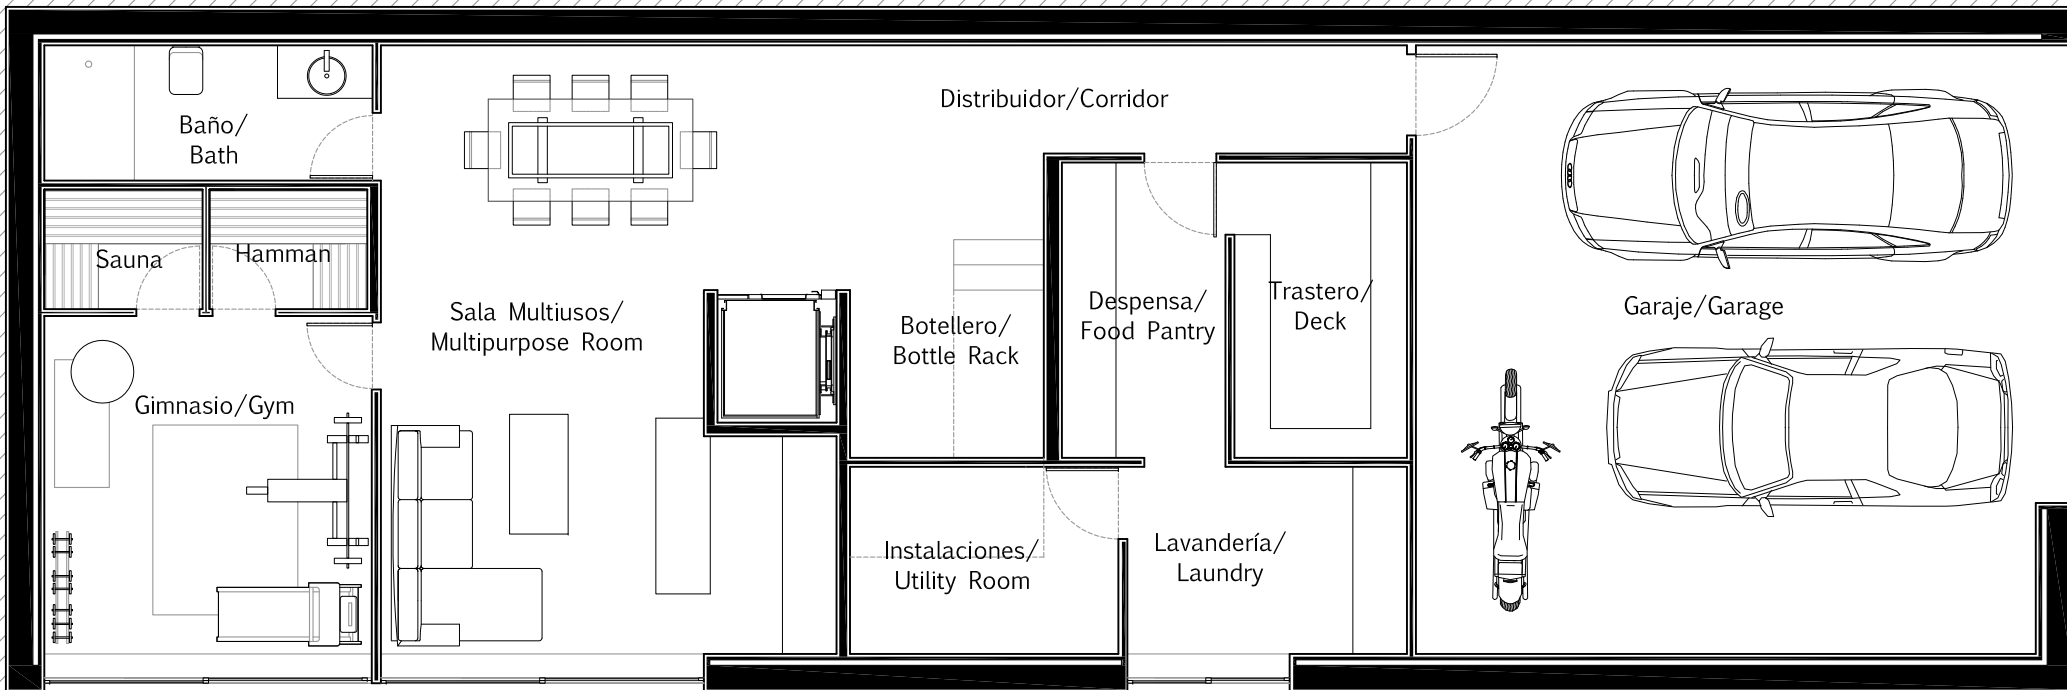 Baño/
Bath
Distribuidor/Corridor
Sauna
Hamman
Sala Multiusos/
Multipurpose Room
Botellero/
Bottle Rack
Despensa/
Food Pantry
Trastero/
Deck
Garaje/Garage
Gimnasio/Gym
Instalaciones/
Utility Room
Lavandería/
Laundry